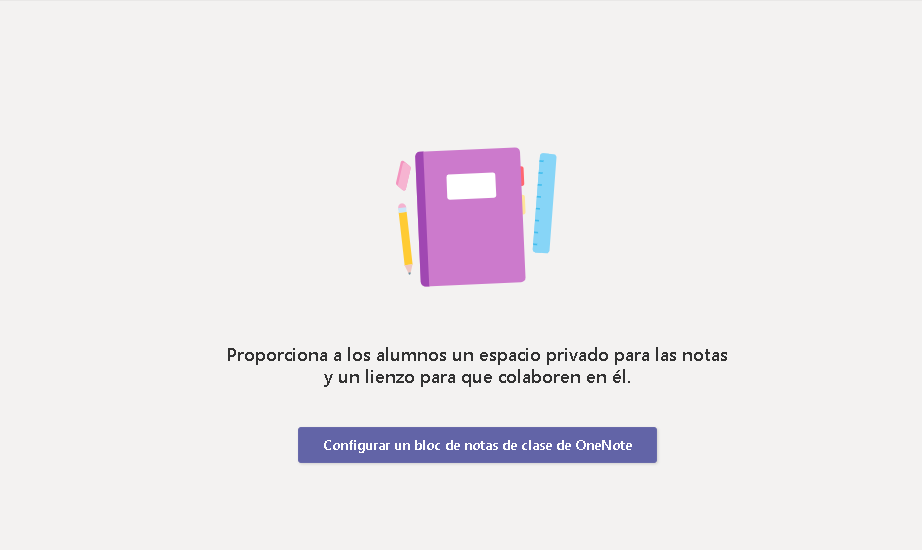 Proporciona a los alumnos un espacio privado para las notas
y un lienzo para que colaboren en él.
Configurar un bloc de notas de clase de OneNote